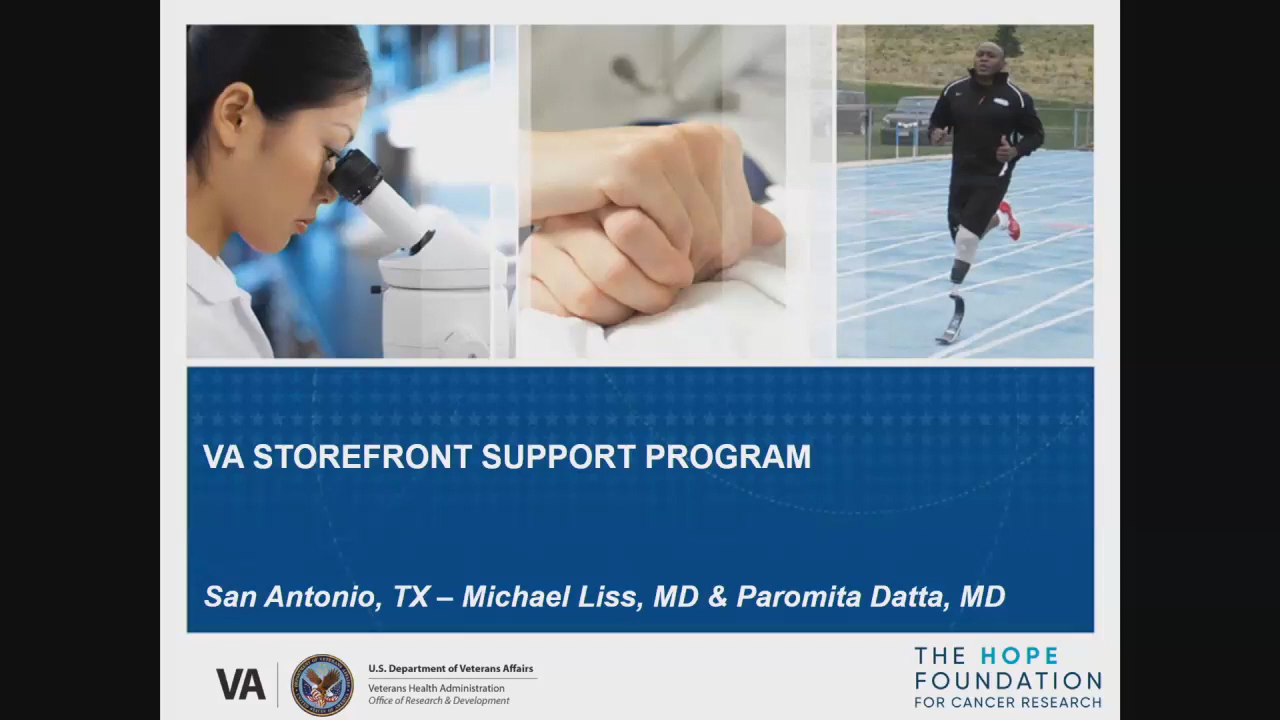 VA STOREFRONT SUPPORT PROGRAM
San Antonio, TX – Michael Liss, MD & Paromita Datta, MD
VA
U.S. Department of Veterans Affairs
Veterans Health Administration
Office of Research & Development
THE HOPE
FOUNDATION
FOR CANCER RESEARCH